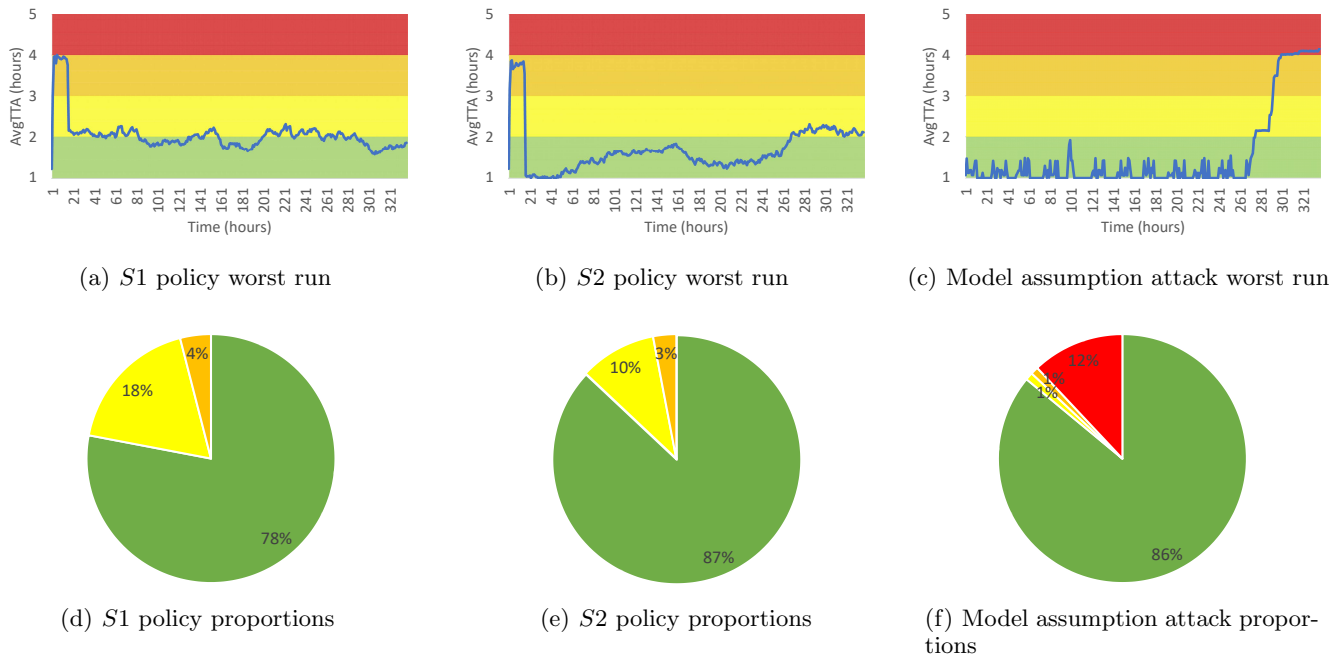 5
4
3
2
1
AvgTTA (hours)
1 21 41 61 81 101 121 141 161 181 201 221 241 261 281 301 321
Time (hours)
(a) S1 policy worst run
5
4
3
2
1
AvgTTA (hours)
1 21 41 61 81 101 121 141 161 181 201 221 241 261 281 301 321
Time (hours)
(b) S2 policy worst run
5
4
3
2
1
AvgTTA (hours)
1 21 41 61 81 101 121 141 161 181 201 221 241 261 281 301 321
Time (hours)
(c) Model assumption attack worst run
4%
18%
78%
(d) S1 policy proportions
3%
10%
87%
(e) S2 policy proportions
12%
1%
1%
86%
(f) Model assumption attack propor-
tions